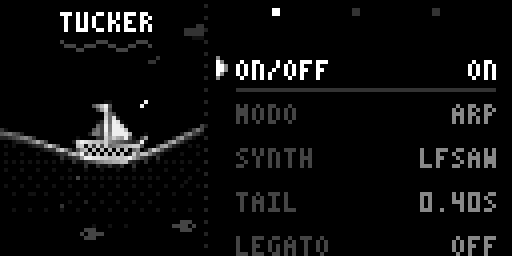 TUCKER
ON/OFF ON
MODO ARP
SYNTH LFSAW
TAIL 0.40S
LEGATO OFF